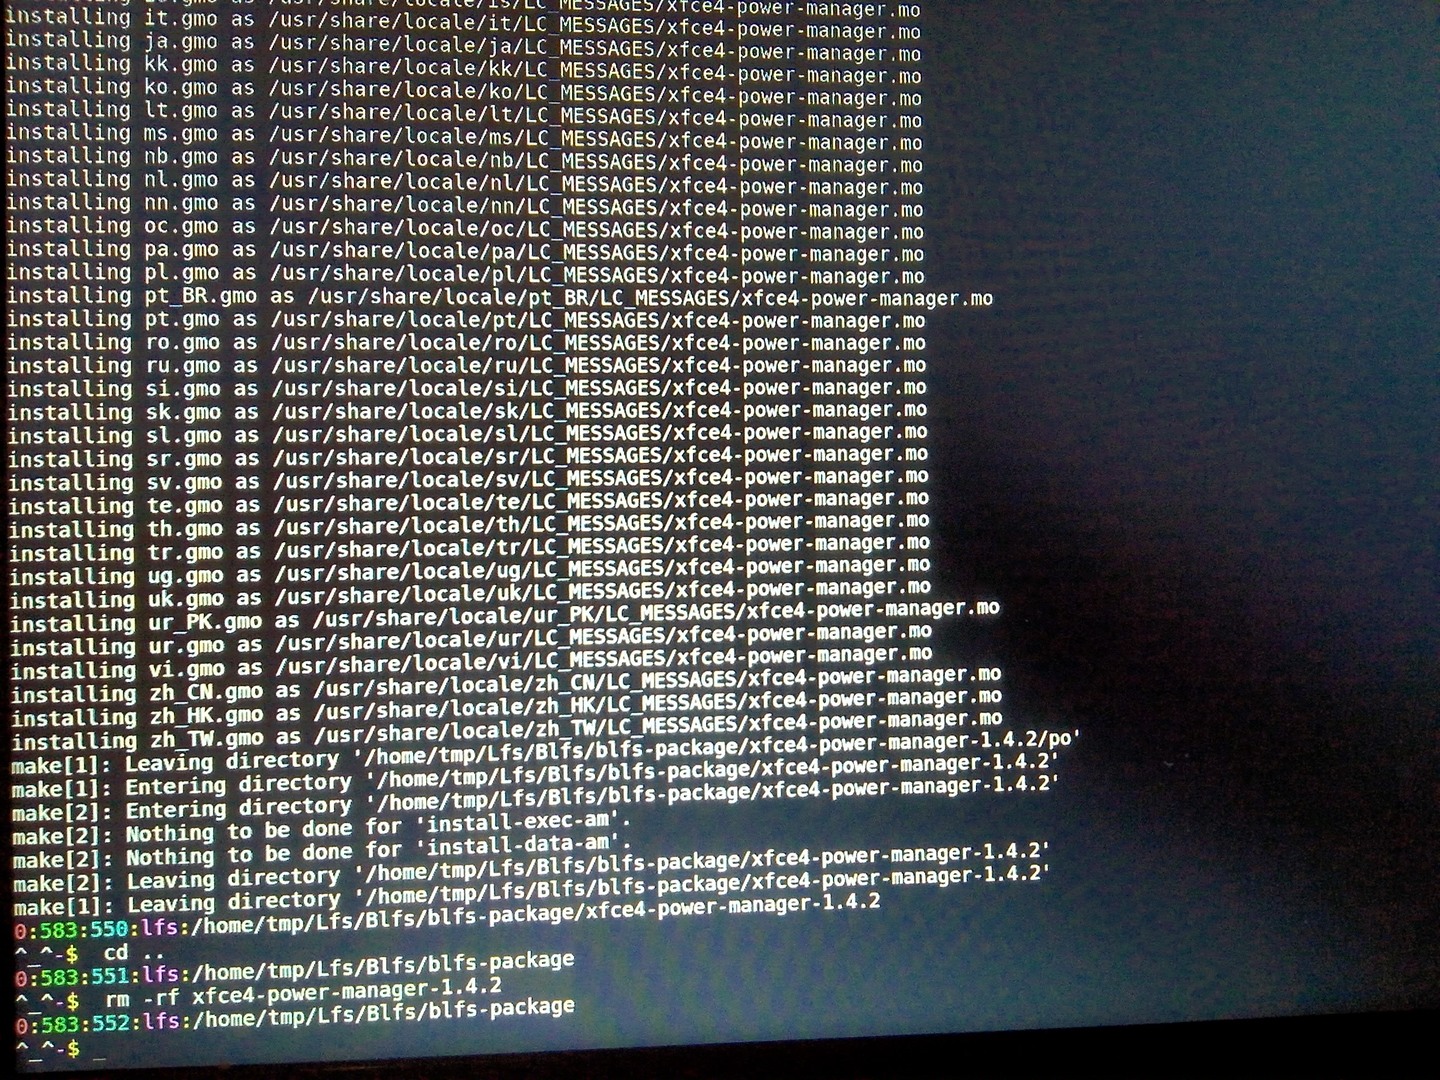 installing is.gmo as /usr/share/locale/is/LC_MESSAGES/xfce4-power-manager.mo
installing it.gmo as /usr/share/locale/it/LC_MESSAGES/xfce4-power-manager.mo
installing ja.gmo as /usr/share/locale/ja/LC_MESSAGES/xfce4-power-manager.mo
installing kk.gmo as /usr/share/locale/kk/LC_MESSAGES/xfce4-power-manager.mo
installing ko.gmo as /usr/share/locale/ko/LC_MESSAGES/xfce4-power-manager.mo
installing lt.gmo as /usr/share/locale/lt/LC_MESSAGES/xfce4-power-manager.mo
installing ms.gmo as /usr/share/locale/ms/LC_MESSAGES/xfce4-power-manager.mo
installing nb.gmo as /usr/share/locale/nb/LC_MESSAGES/xfce4-power-manager.mo
installing nl.gmo as /usr/share/locale/nl/LC_MESSAGES/xfce4-power-manager.mo
installing nn.gmo as /usr/share/locale/nn/LC_MESSAGES/xfce4-power-manager.mo
installing oc.gmo as /usr/share/locale/oc/LC_MESSAGES/xfce4-power-manager.mo
installing pa.gmo as /usr/share/locale/pa/LC_MESSAGES/xfce4-power-manager.mo
installing pl.gmo as /usr/share/locale/pl/LC_MESSAGES/xfce4-power-manager.mo
installing pt_BR.gmo as /usr/share/locale/pt_BR/LC_MESSAGES/xfce4-power-manager.mo
installing pt.gmo as /usr/share/locale/pt/LC_MESSAGES/xfce4-power-manager.mo
installing ro.gmo as /usr/share/locale/ro/LC_MESSAGES/xfce4-power-manager.mo
installing ru.gmo as /usr/share/locale/ru/LC_MESSAGES/xfce4-power-manager.mo
installing si.gmo as /usr/share/locale/si/LC_MESSAGES/xfce4-power-manager.mo
installing sk.gmo as /usr/share/locale/sk/LC_MESSAGES/xfce4-power-manager.mo
installing sl.gmo as /usr/share/locale/sl/LC_MESSAGES/xfce4-power-manager.mo
installing sr.gmo as /usr/share/locale/sr/LC_MESSAGES/xfce4-power-manager.mo
installing sv.gmo as /usr/share/locale/sv/LC_MESSAGES/xfce4-power-manager.mo
installing te.gmo as /usr/share/locale/te/LC_MESSAGES/xfce4-power-manager.mo
installing th.gmo as /usr/share/locale/th/LC_MESSAGES/xfce4-power-manager.mo
installing tr.gmo as /usr/share/locale/tr/LC_MESSAGES/xfce4-power-manager.mo
installing ug.gmo as /usr/share/locale/ug/LC_MESSAGES/xfce4-power-manager.mo
installing uk.gmo as /usr/share/locale/uk/LC_MESSAGES/xfce4-power-manager.mo
installing ur_PK.gmo as /usr/share/locale/ur_PK/LC_MESSAGES/xfce4-power-manager.mo
installing ur.gmo as /usr/share/locale/ur/LC_MESSAGES/xfce4-power-manager.mo
installing vi.gmo as /usr/share/locale/vi/LC_MESSAGES/xfce4-power-manager.mo
installing zh_CN.gmo as /usr/share/locale/zh_CN/LC_MESSAGES/xfce4-power-manager.mo
installing zh_HK.gmo as /usr/share/locale/zh_HK/LC_MESSAGES/xfce4-power-manager.mo
installing zh_TW.gmo as /usr/share/locale/zh_TW/LC_MESSAGES/xfce4-power-manager.mo
make[1]: Leaving directory '/home/tmp/Lfs/Blfs/blfs-package/xfce4-power-manager-1.4.2/po'
make[1]: Entering directory '/home/tmp/Lfs/Blfs/blfs-package/xfce4-power-manager-1.4.2'
make[2]: Entering directory '/home/tmp/Lfs/Blfs/blfs-package/xfce4-power-manager-1.4.2'
make[2]: Nothing to be done for 'install-exec-am'.
make[2]: Nothing to be done for 'install-data-am'.
make[2]: Leaving directory '/home/tmp/Lfs/Blfs/blfs-package/xfce4-power-manager-1.4.2'
make[1]: Leaving directory '/home/tmp/Lfs/Blfs/blfs-package/xfce4-power-manager-1.4.2'
0:583:550:lfs:/home/tmp/Lfs/Blfs/blfs-package/xfce4-power-manager-1.4.2
^_^-$ cd ..
0:583:551:lfs:/home/tmp/Lfs/Blfs/blfs-package
^_^-$ rm -rf xfce4-power-manager-1.4.2
0:583:552:lfs:/home/tmp/Lfs/Blfs/blfs-package
^_^-$ _